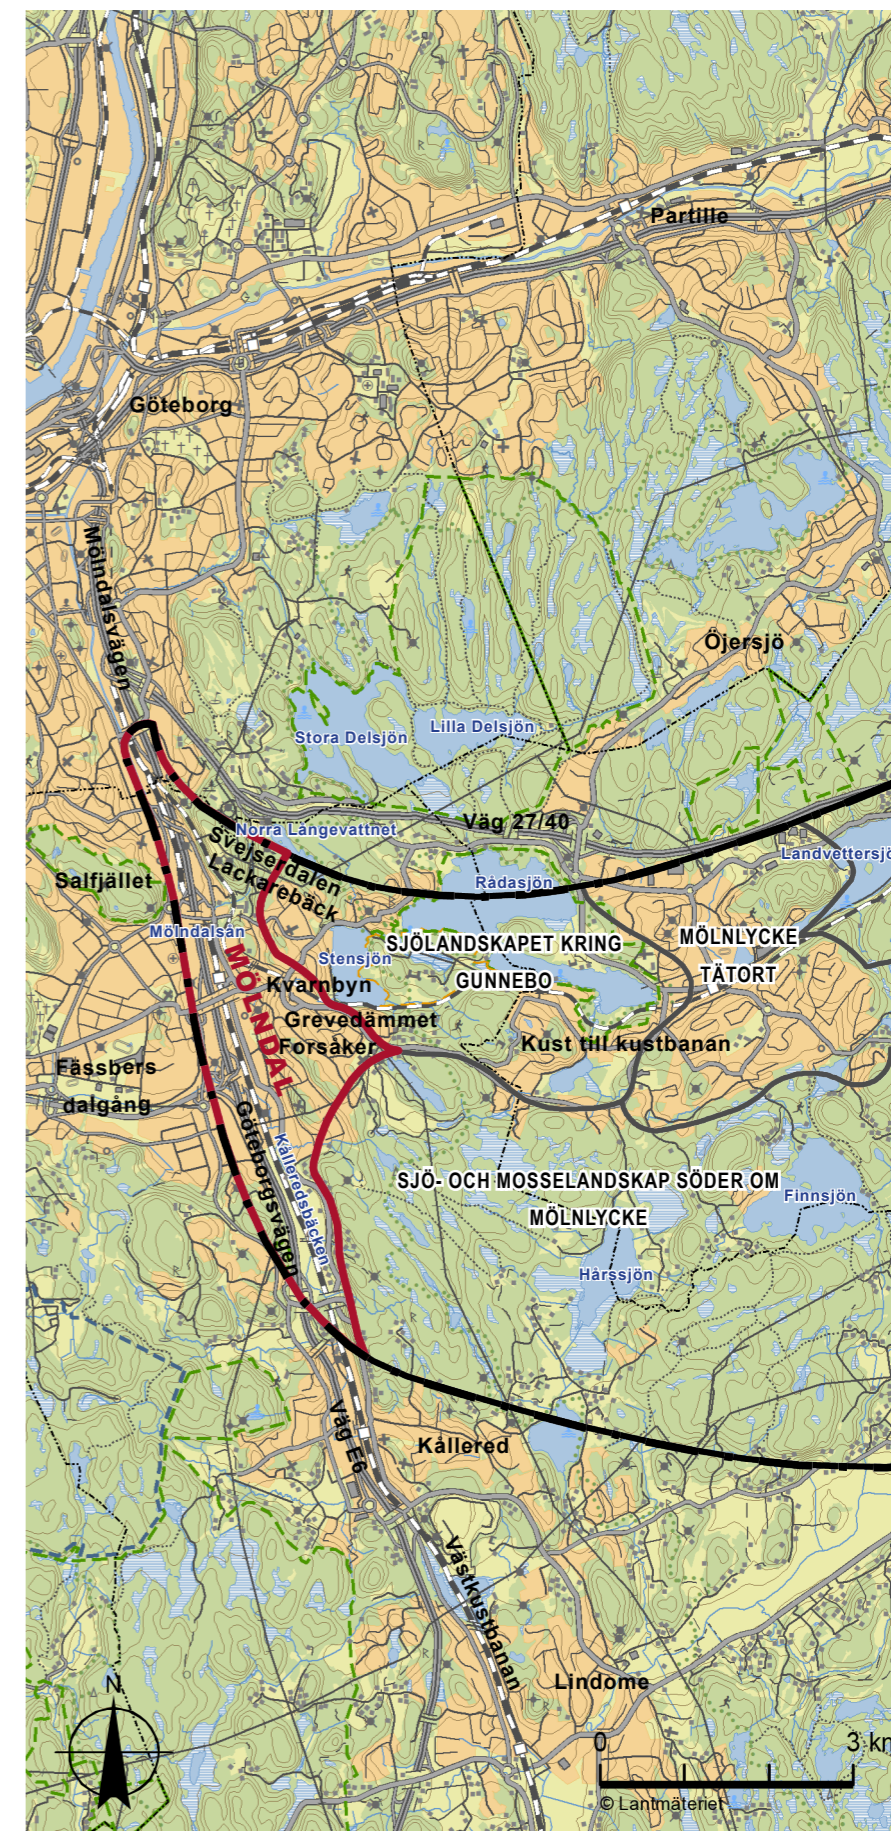 Partille
Göteborg
Mölndalsvägen
Öjersjö
Stora Delsjön
Lilla Delsjön
Väg 27/40
Norra Långevattnet
Svejserdalen
Lackarebäck
Landvettersjö
Salfjället
Rådasjön
Mölndalsån
MÖLNDAL
Stensjön
SJÖLANDSKAPET KRING
GUNNEBO
MÖLNLYCKE
TÄTORT
Kvarnbyn
Grevedämmet
Forsåker
Kust till kustbanan
Fässbers
dalgång
Göteborgsvägen
Kålleredsbäcken
SJÖ- OCH MOSSELANDSKAP SÖDER OM
MÖLNLYCKE
Finnsjön
Hårssjön
Väg E6
Kållered
Västkustbanan
Lindome
N
0 3 km
© Lantmäteriet